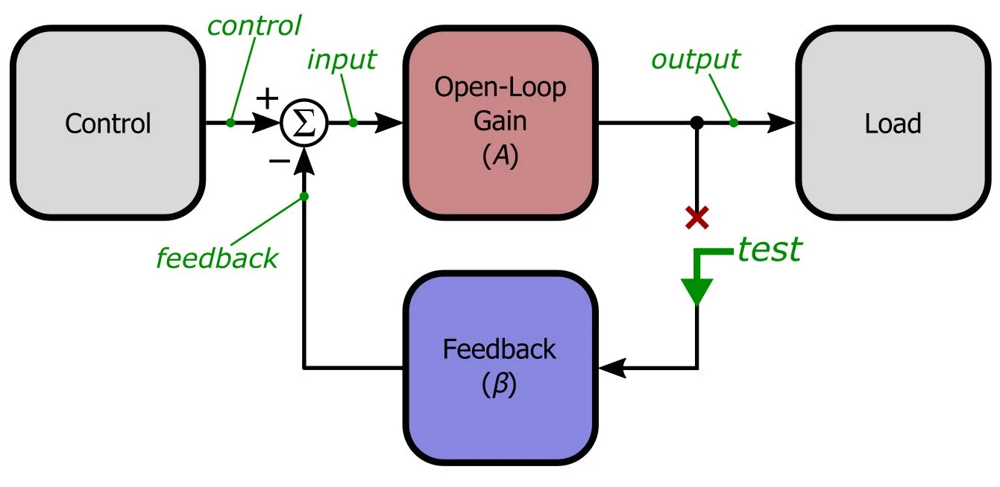 control
input
output
Control
+
Σ
−
Open-Loop
Gain
(A)
Load
feedback
test
Feedback
(β)